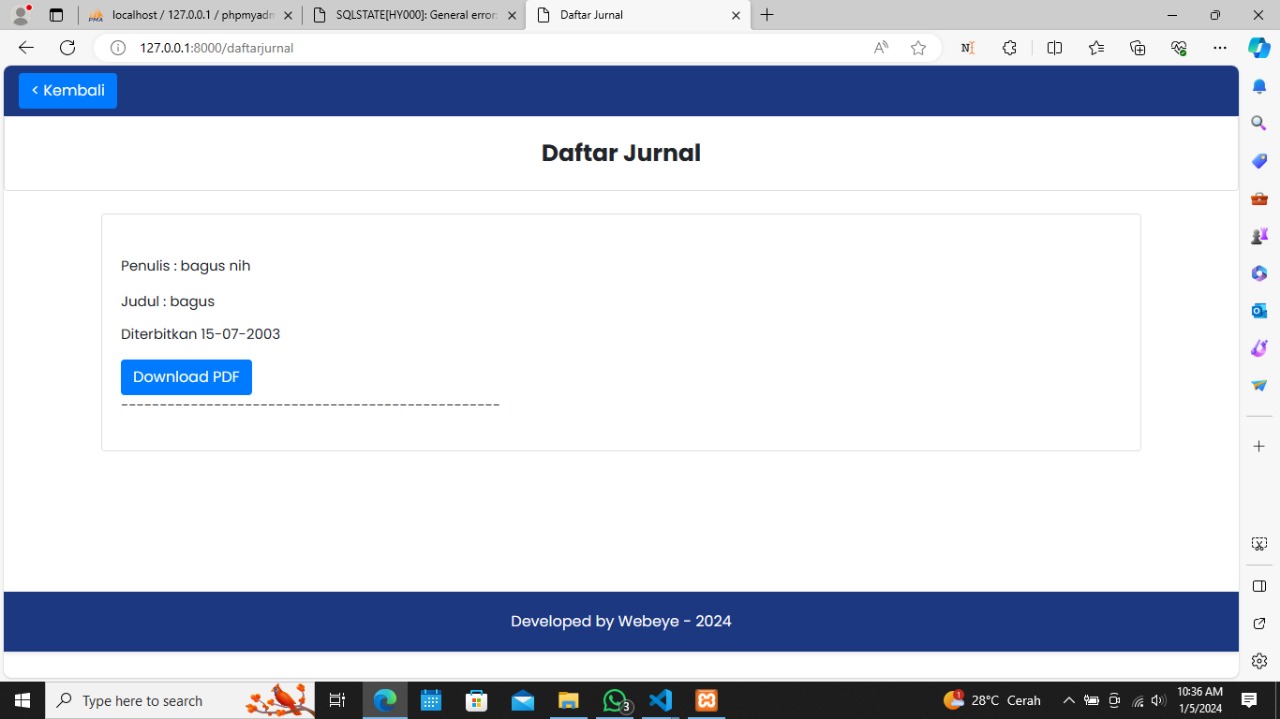 localhost / 127.0.0.1 / phpmyadm
SQLSTATE[HY000]: General error:
Daftar Jurnal
127.0.0.1:8000/daftarjurnal
< Kembali
Daftar Jurnal
Penulis : bagus nih
Judul : bagus
Diterbitkan 15-07-2003
Download PDF
-------------------------------------------------
Developed by Webeye - 2024
Type here to search
3
1
28°C Cerah
10:36 AM
1/5/2024